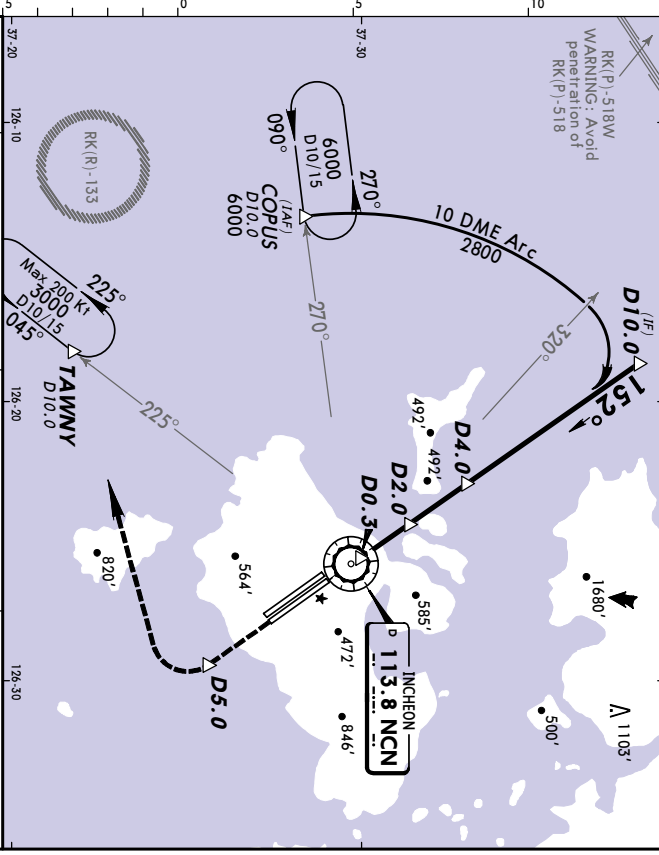 5
0
5
10
37-20
37-30
126-10
126-20
126-30
RK(P)-518W
WARNING: Avoid
penetration of
RK(P)-518
RK(R)-133
6000
D10/15
090°
270°
(IAF)
COPUS
D10.0
6000
10 DME Arc
2800
(IF)
D10.0
152°
320°
270°
225°
225°
Max 200 Kt
3000
D10/15
045°
TAWNY
D10.0
492'
492'
D4.0
D2.0
D0.3
820'
564'
585'
472'
846'
1680'
500'
1103'
D5.0
INCHEON
D 113.8 NCN